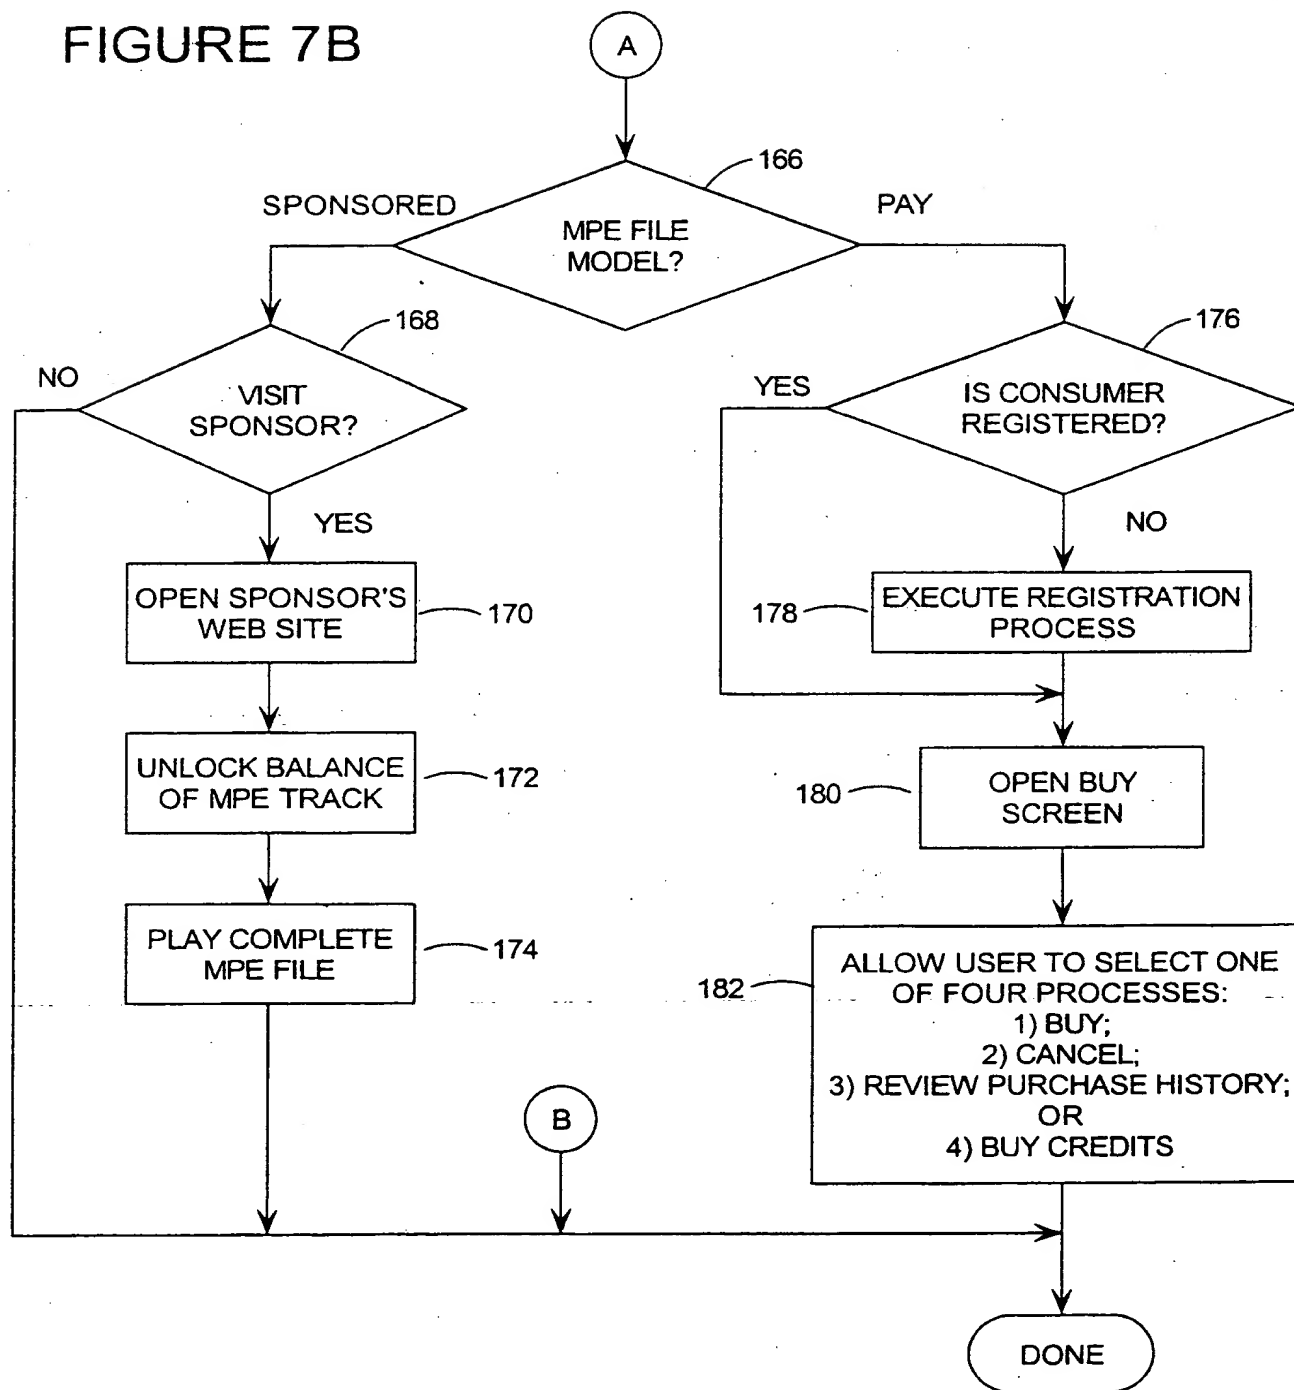 FIGURE 7B
A
166
SPONSORED
PAY
MPE FILE
MODEL?
168
176
NO
VISIT
SPONSOR?
YES
IS CONSUMER
REGISTERED?
YES
NO
OPEN SPONSOR'S
WEB SITE
170
178
EXECUTE REGISTRATION
PROCESS
UNLOCK BALANCE
OF MPE TRACK
172
180
OPEN BUY
SCREEN
PLAY COMPLETE
MPE FILE
174
182
ALLOW USER TO SELECT ONE
OF FOUR PROCESSES:
1) BUY;
2) CANCEL;
3) REVIEW PURCHASE HISTORY;
OR
4) BUY CREDITS
B
DONE